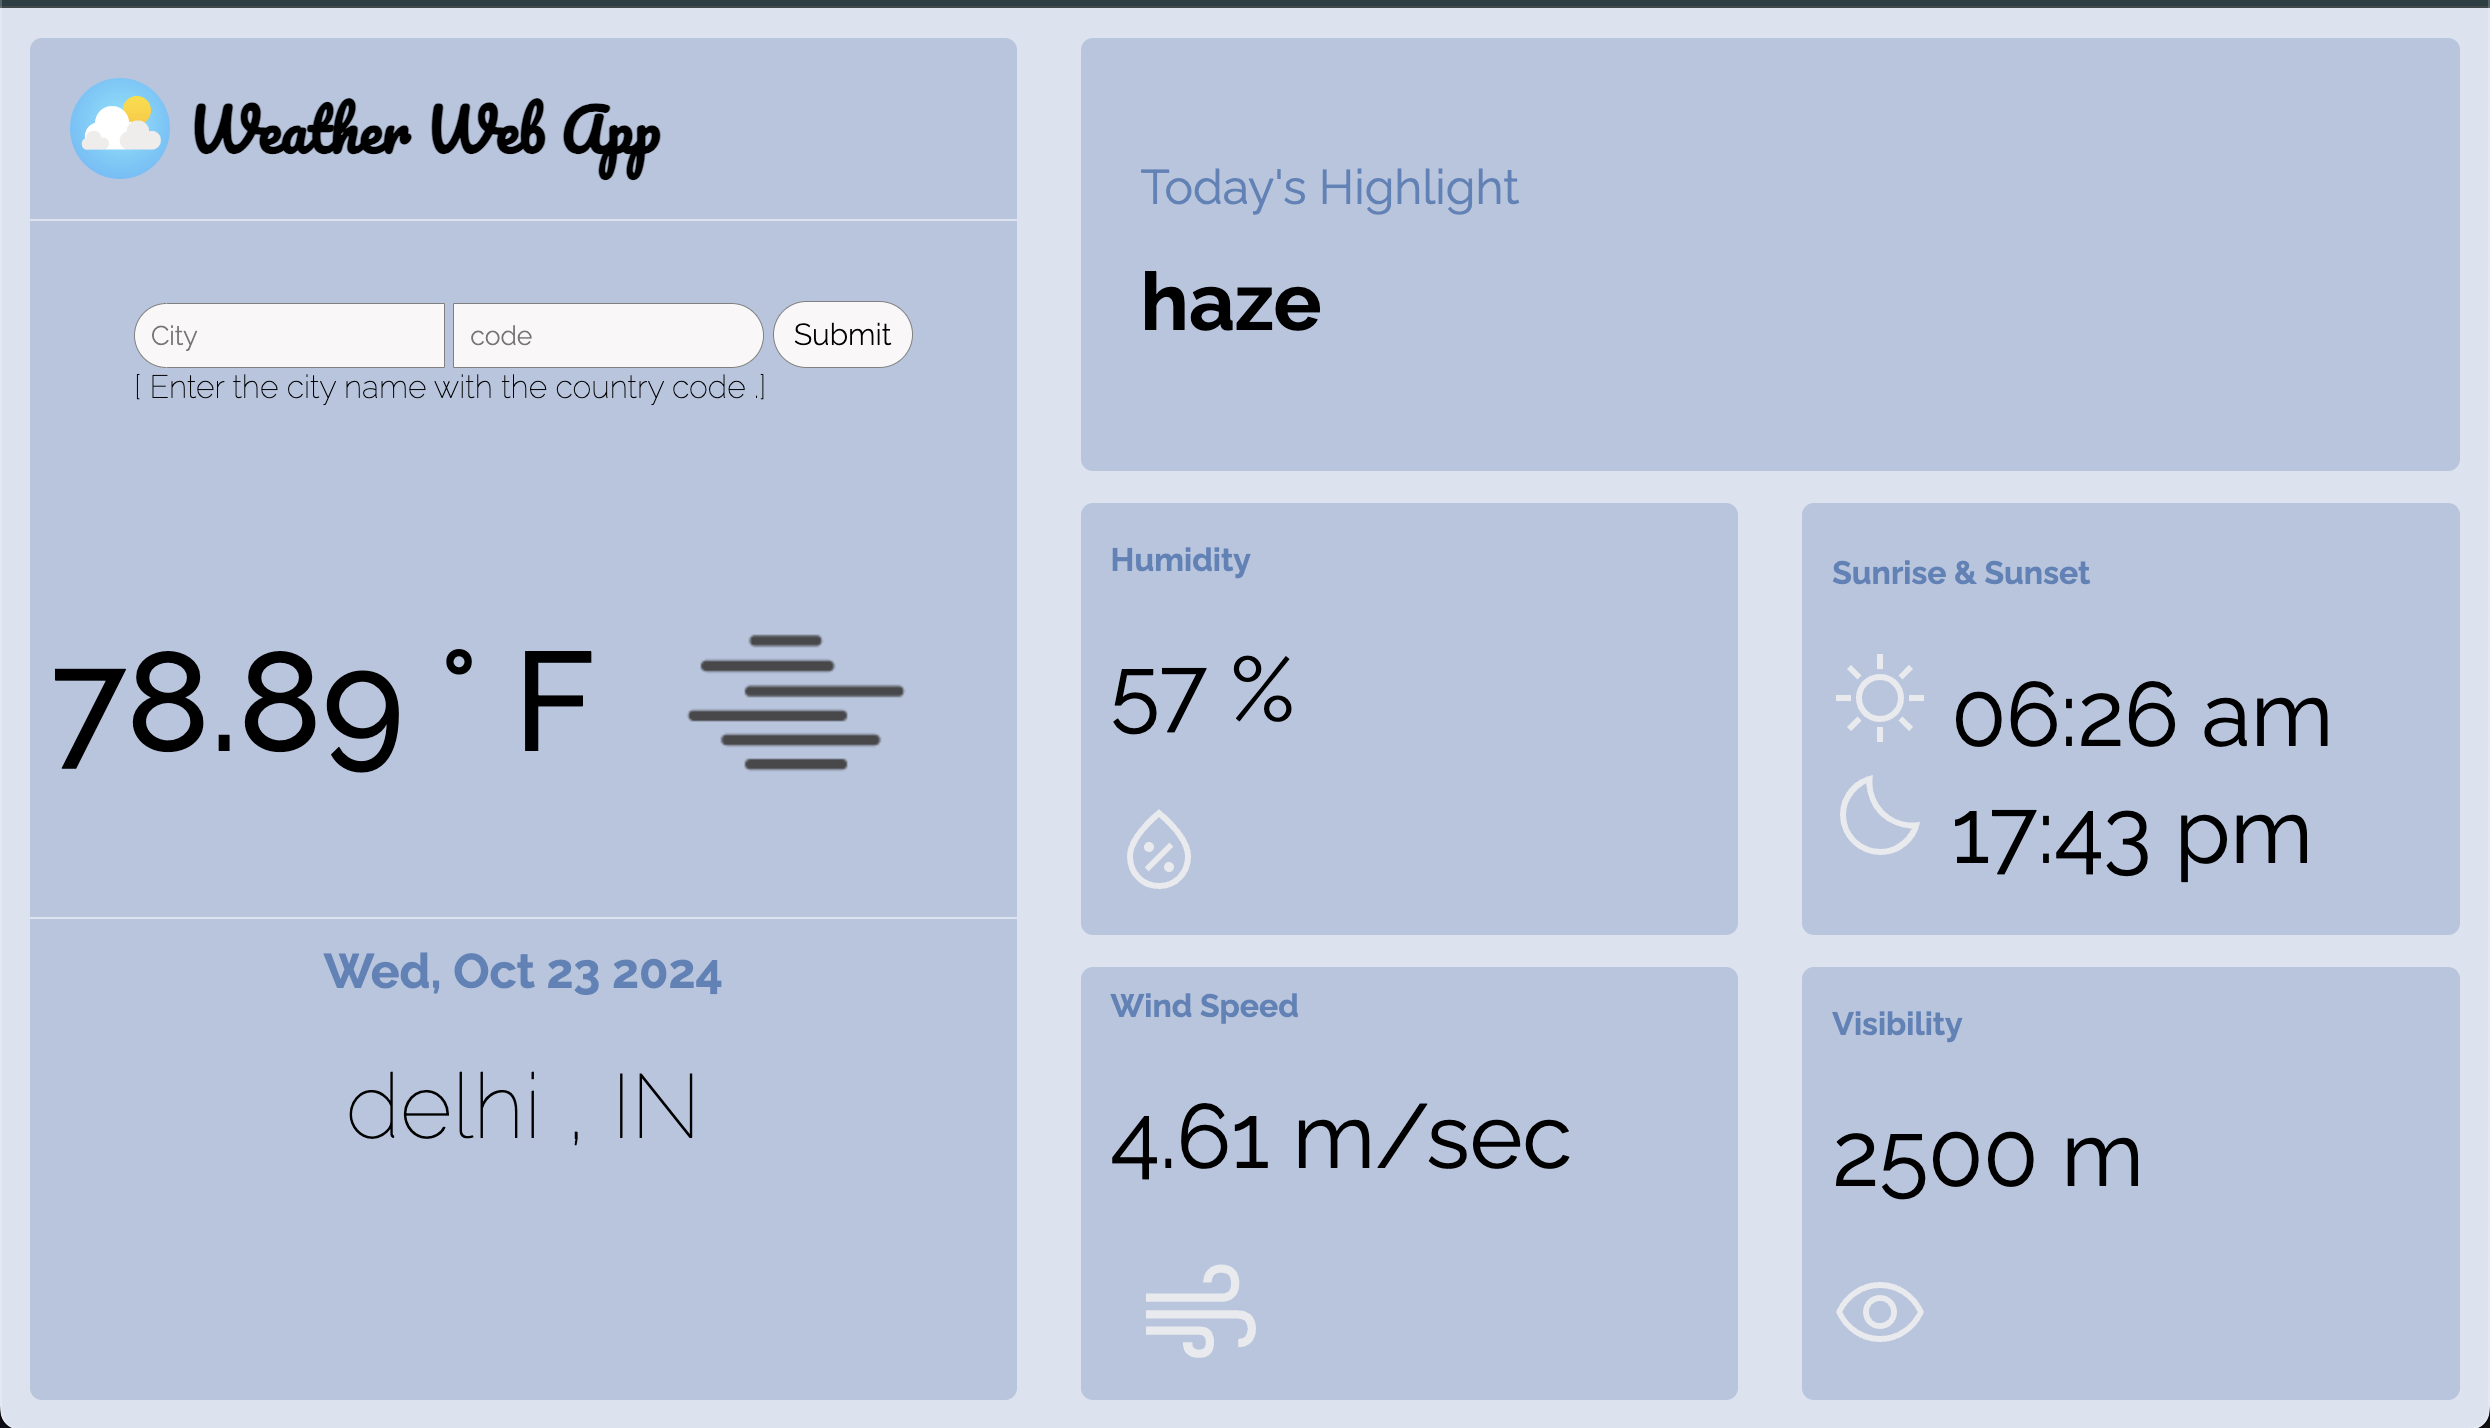 Weather Web App
City
code
Submit
[ Enter the city name with the country code .]
78.89 ° F
Wed, Oct 23 2024
delhi , IN
Today's Highlight
haze
Humidity
57 %
Sunrise & Sunset
06:26 am
17:43 pm
Wind Speed
4.61 m/sec
Visibility
2500 m